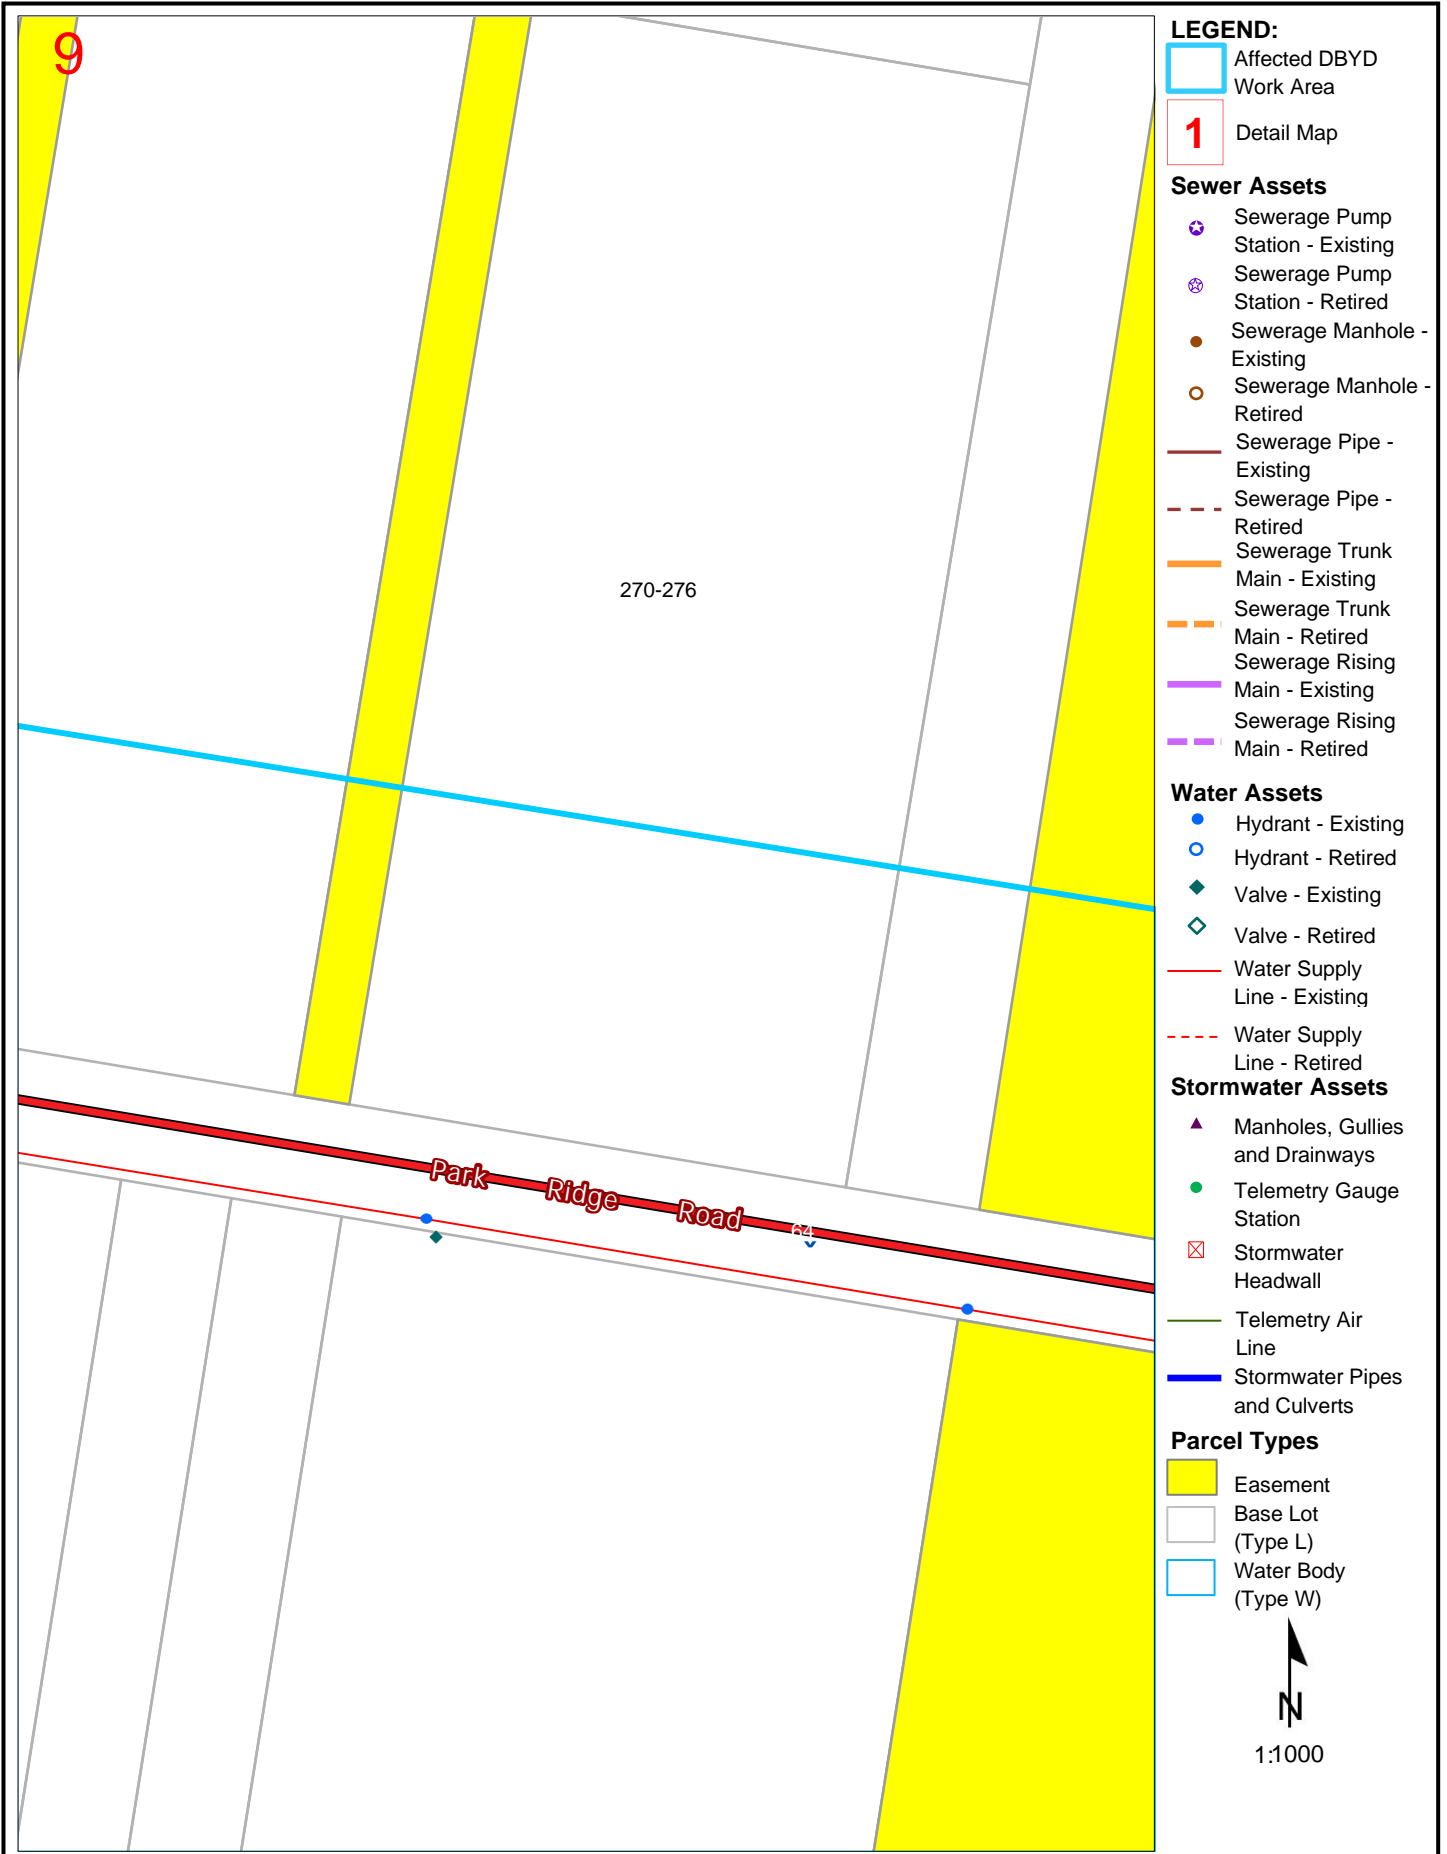 9
270-276
Park Ridge Road
64
LEGEND:
Affected DBYD
Work Area
1
Detail Map
Sewer Assets
Sewerage Pump
Station - Existing
Sewerage Pump
Station - Retired
Sewerage Manhole -
Existing
Sewerage Manhole -
Retired
Sewerage Pipe -
Existing
Sewerage Pipe -
Retired
Sewerage Trunk
Main - Existing
Sewerage Trunk
Main - Retired
Sewerage Rising
Main - Existing
Sewerage Rising
Main - Retired
Water Assets
Hydrant - Existing
Hydrant - Retired
Valve - Existing
Valve - Retired
Water Supply
Line - Existing
Water Supply
Line - Retired
Stormwater Assets
Manholes, Gullies
and Drainways
Telemetry Gauge
Station
Stormwater
Headwall
Telemetry Air
Line
Stormwater Pipes
and Culverts
Parcel Types
Easement
Base Lot
(Type L)
Water Body
(Type W)
N
1:1000